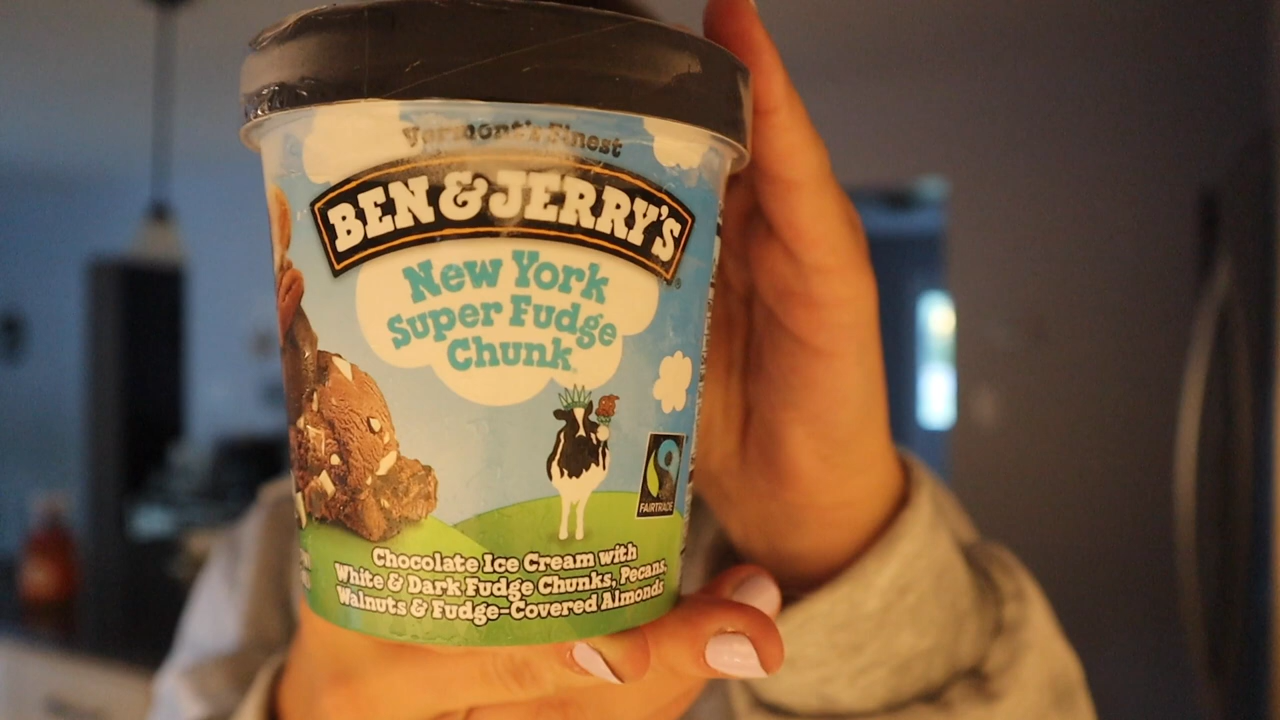 Vermont's Finest
BEN & JERRY'S
New York
Super Fudge
Chunk
Chocolate Ice Cream with
White & Dark Fudge Chunks, Pecans,
Walnuts & Fudge-Covered Almonds
FAIRTRADE